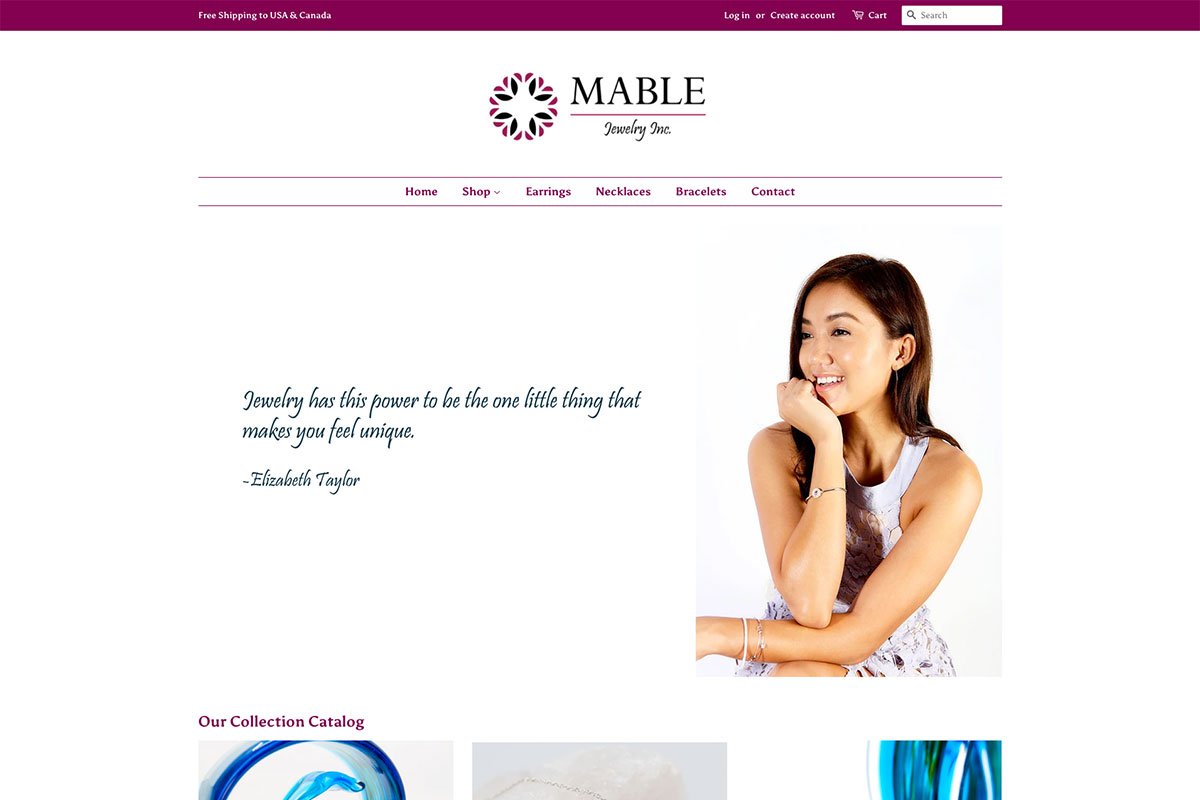 Free Shipping to USA & Canada
Log in or Create account Cart Search
MABLE
Jewelry Inc.
Home Shop Earrings Necklaces Bracelets Contact
Jewelry has this power to be the one little thing that
makes you feel unique.
~Elizabeth Taylor
Our Collection Catalog